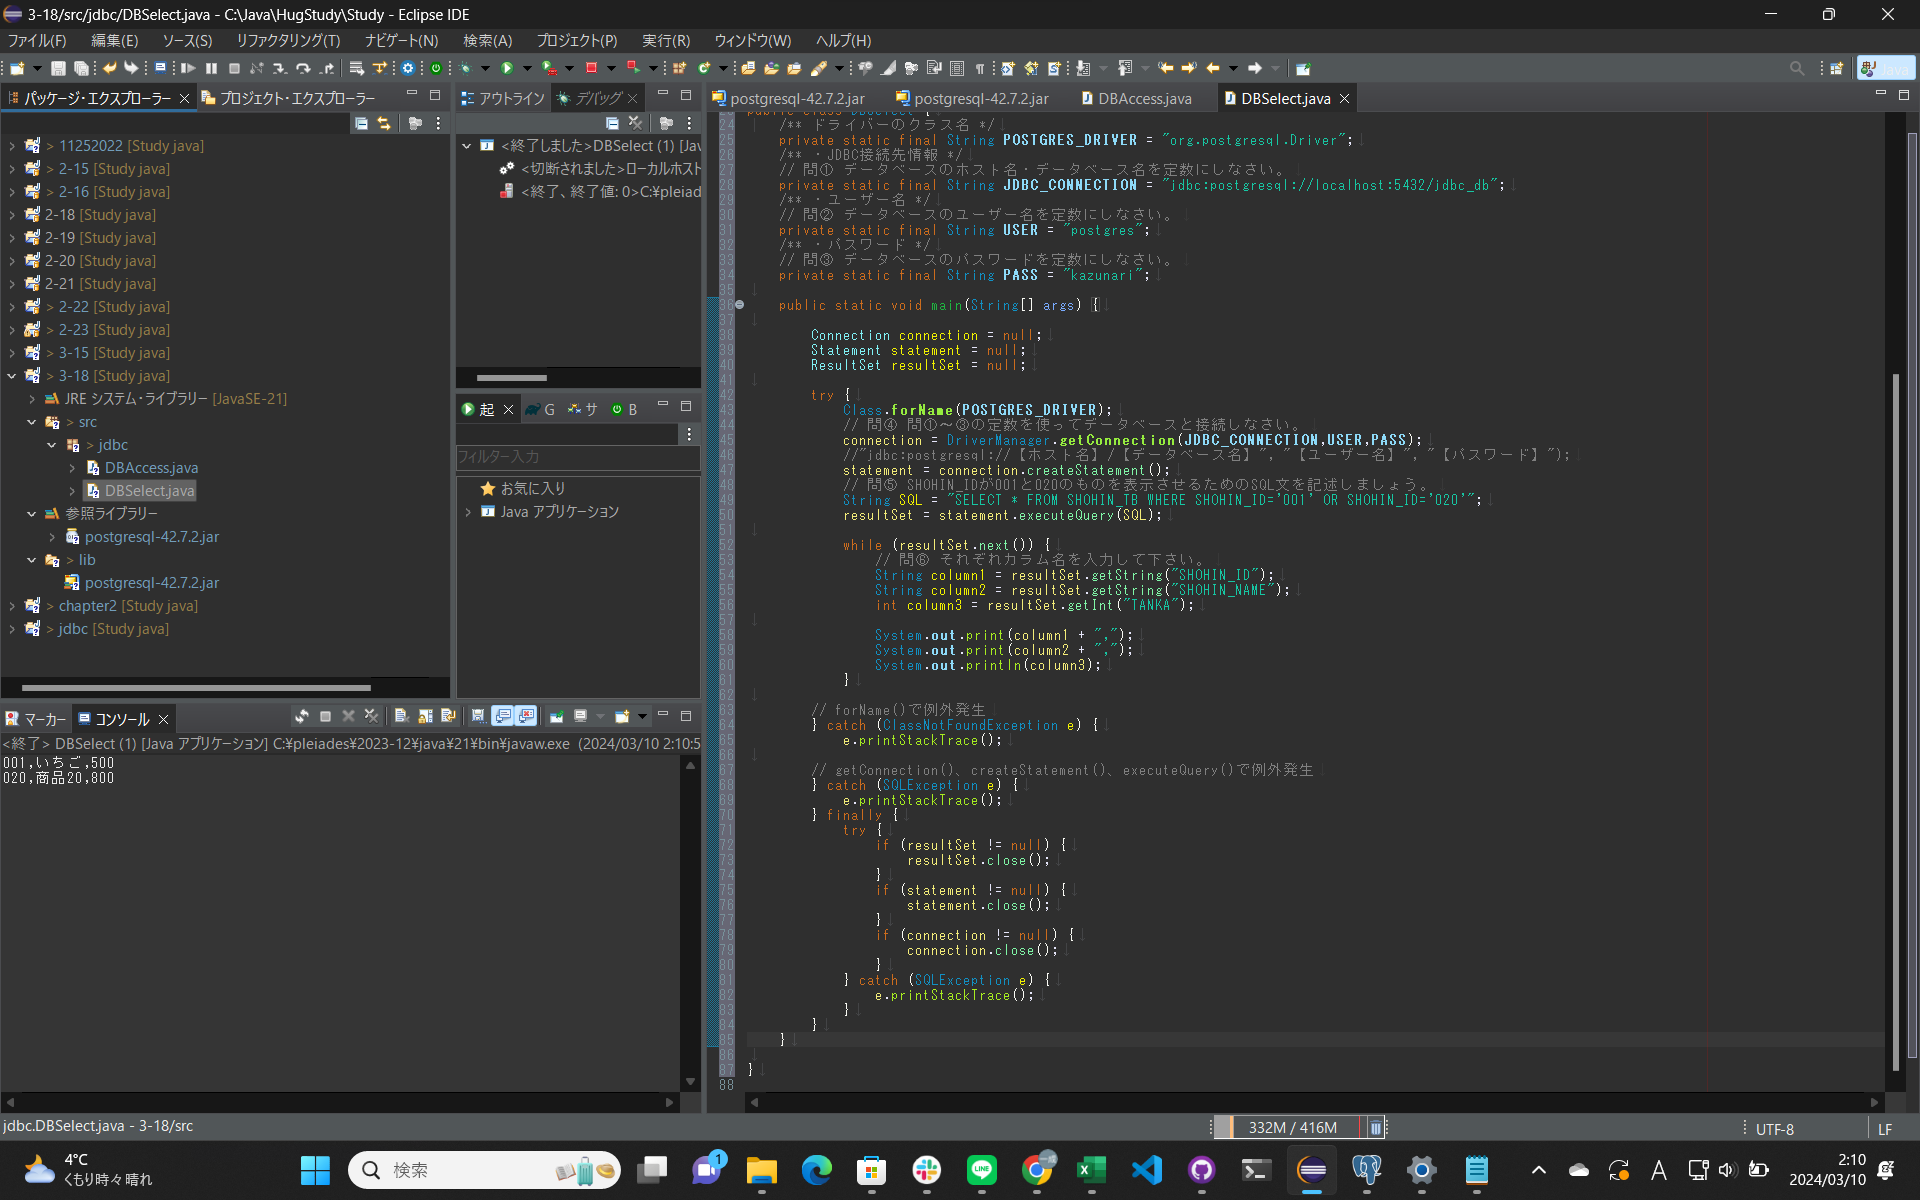 3-18/src/jdbc/DBSelect.java - C:\Java\HugStudy\Study - Eclipse IDE
ファイル(F) 編集(E) ソース(S) リファクタリング(T) ナビゲート(N) 検索(A) プロジェクト(P) 実行(R) ウィンドウ(W) ヘルプ(H)
Java
パッケージ・エクスプローラー プロジェクト・エクスプローラー
> 11252022 [Study java]
> 2-15 [Study java]
> 2-16 [Study java]
> 2-18 [Study java]
> 2-19 [Study java]
> 2-20 [Study java]
> 2-21 [Study java]
> 2-22 [Study java]
> 2-23 [Study java]
> 3-15 [Study java]
> 3-18 [Study java]
JRE システム・ライブラリー [JavaSE-21]
> src
> jdbc
DBAccess.java
DBSelect.java
参照ライブラリー
postgresql-42.7.2.jar
> lib
postgresql-42.7.2.jar
> chapter2 [Study java]
> jdbc [Study java]
アウトライン デバッグ
<終了しました>DBSelect (1) [Jav
<切断されました>ローカルホスト
<終了、終了値: 0>C:¥pleiad
起 G サ B
フィルター入力
お気に入り
Java アプリケーション
postgresql-42.7.2.jar postgresql-42.7.2.jar DBAccess.java DBSelect.java
public class DBSelect {
24 /** ドライバーのクラス名 */
25 private static final String POSTGRES_DRIVER = "org.postgresql.Driver";
26 /** ・JDBC接続先情報 */
27 // 問① データベースのホスト名・データベース名を定数にしなさい。
28 private static final String JDBC_CONNECTION = "jdbc:postgresql://localhost:5432/jdbc_db";
29 /** ・ユーザー名 */
30 // 問② データベースのユーザー名を定数にしなさい。
31 private static final String USER = "postgres";
32 /** ・パスワード */
33 // 問③ データベースのパスワードを定数にしなさい。
34 private static final String PASS = "kazunari";
35
36 public static void main(String[] args) {
37
38 Connection connection = null;
39 Statement statement = null;
40 ResultSet resultSet = null;
41
42 try {
43 Class.forName(POSTGRES_DRIVER);
44 // 問④ 問①～③の定数を使ってデータベースと接続しなさい。
45 connection = DriverManager.getConnection(JDBC_CONNECTION,USER,PASS);
46 //"jdbc:postgresql://【ホスト名】/【データベース名】", "【ユーザー名】", "【パスワード】");
47 statement = connection.createStatement();
48 // 問⑤ SHOHIN_IDが001と020のものを表示させるためのSQL文を記述しましょう。
49 String SQL = "SELECT * FROM SHOHIN_TB WHERE SHOHIN_ID='001' OR SHOHIN_ID='020'";
50 resultSet = statement.executeQuery(SQL);
51
52 while (resultSet.next()) {
53 // 問⑥ それぞれカラム名を入力して下さい。
54 String column1 = resultSet.getString("SHOHIN_ID");
55 String column2 = resultSet.getString("SHOHIN_NAME");
56 int column3 = resultSet.getInt("TANKA");
57
58 System.out.print(column1 + ",");
59 System.out.print(column2 + ",");
60 System.out.println(column3);
61 }
62
63 // forName()で例外発生
64 } catch (ClassNotFoundException e) {
65 e.printStackTrace();
66
67 // getConnection()、createStatement()、executeQuery()で例外発生
68 } catch (SQLException e) {
69 e.printStackTrace();
70 } finally {
71 try {
72 if (resultSet != null) {
73 resultSet.close();
74 }
75 if (statement != null) {
76 statement.close();
77 }
78 if (connection != null) {
79 connection.close();
80 }
81 } catch (SQLException e) {
82 e.printStackTrace();
83 }
84 }
85 }
86
87 }
88
マーカー コンソール
<終了> DBSelect (1) [Java アプリケーション] C:¥pleiades¥2023-12¥java¥21¥bin¥javaw.exe (2024/03/10 2:10:5
001,いちご,500
020,商品20,800
jdbc.DBSelect.java - 3-18/src
332M / 416M
UTF-8
LF
4°C
くもり時々晴れ
検索
1
A
2:10
2024/03/10